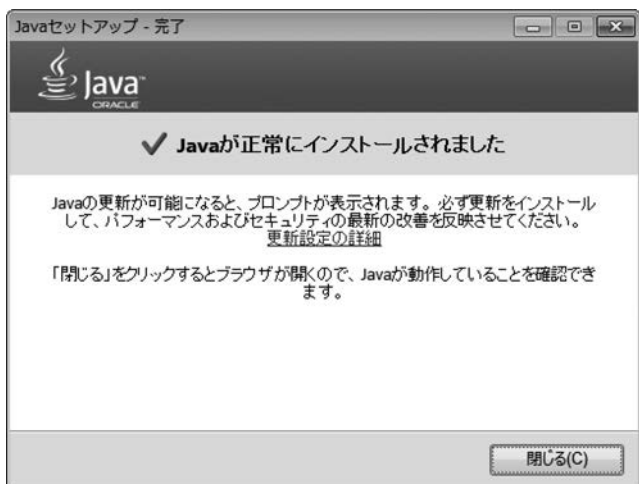 Javaセットアップ - 完了
Java
ORACLE
Javaが正常にインストールされました
Javaの更新が可能になると、プロンプトが表示されます。必ず更新をインストール
して、パフォーマンスおよびセキュリティの最新の改善を反映させてください。
更新設定の詳細
「閉じる」をクリックするとブラウザが開くので、Javaが動作していることを確認でき
ます。
閉じる(C)